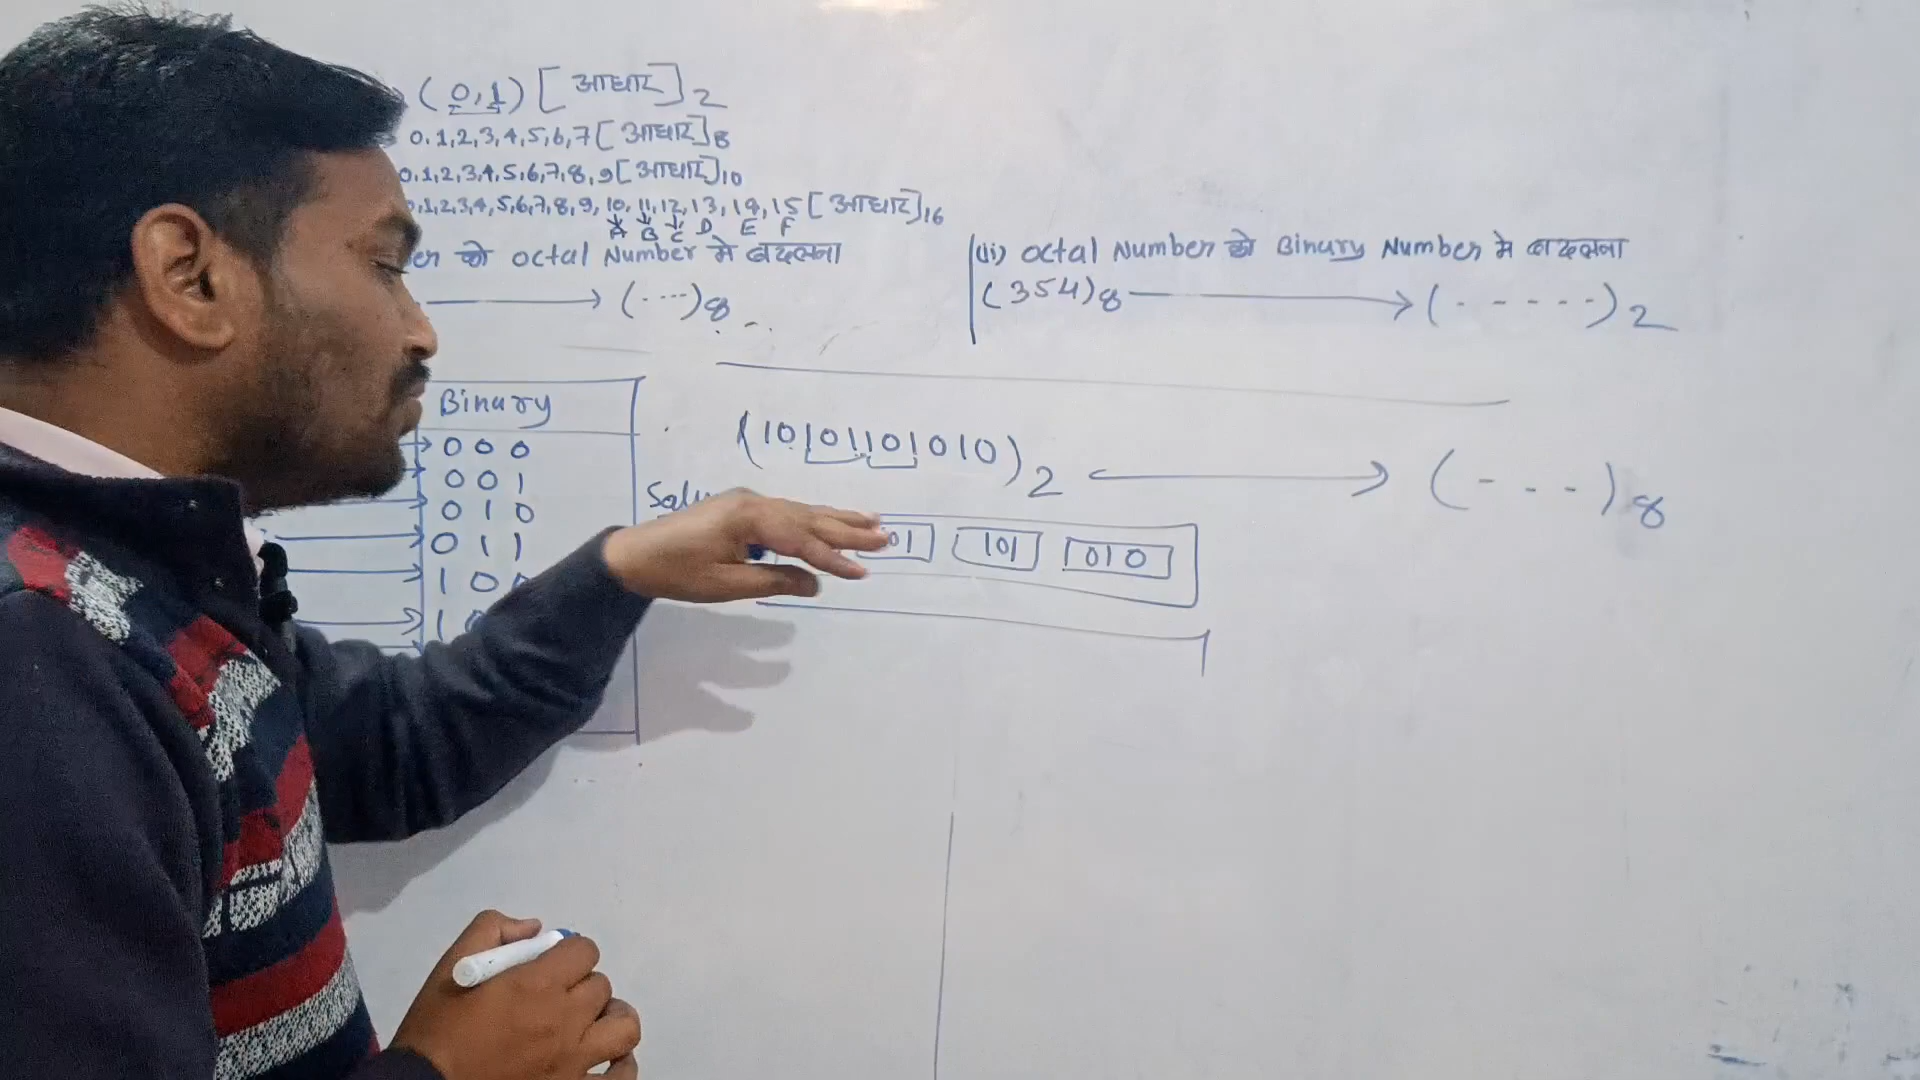 (0,1) [आधार]2
0,1,2,3,4,5,6,7[आधार]8
0,1,2,3,4,5,6,7,8,9[आधार]10
0,1,2,3,4,5,6,7,8,9,10,11,12,13,14,15[आधार]16
A B C D E F
को octal Number मे बदलना
→ (....)8
(ii) octal Number को Binary Number मे बदलना
(354)8 → (. - - - - -)2
Binary
000
001
010
011
10
1
(10101101010)2 → (- - - -)8
101 010